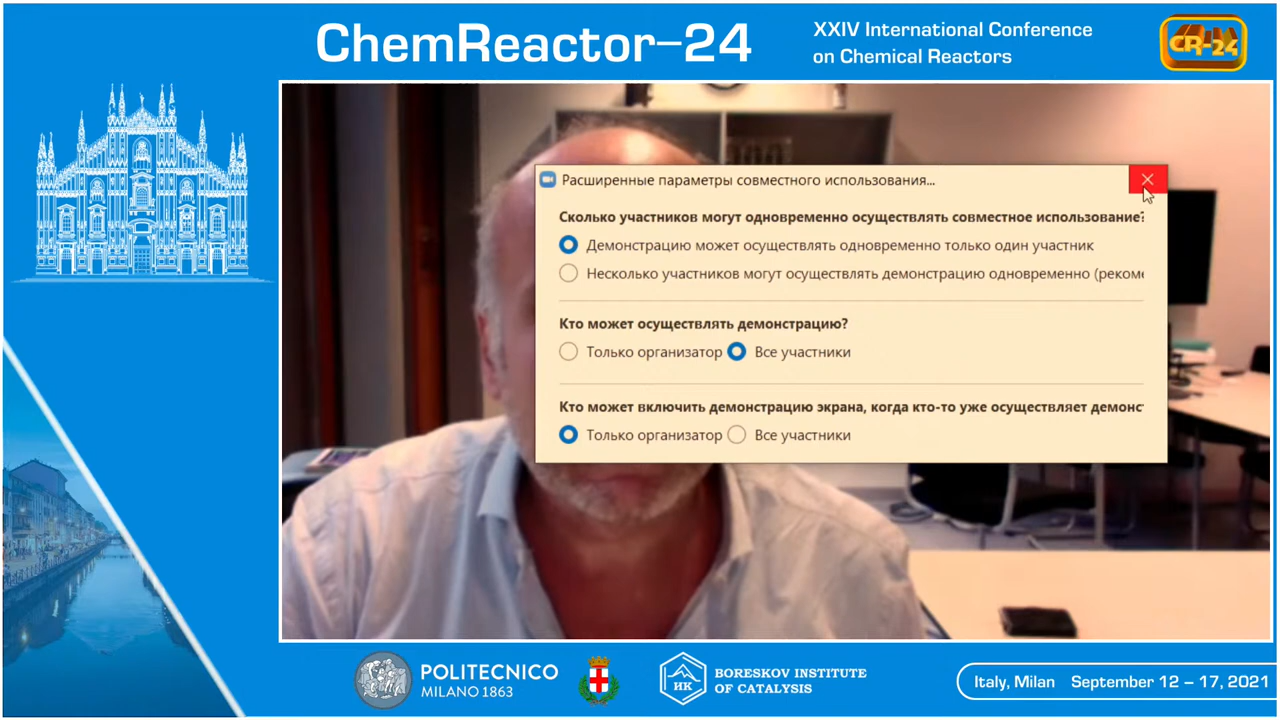 ChemReactor–24
XXIV International Conference
on Chemical Reactors
CR-24
Расширенные параметры совместного использования...
Сколько участников могут одновременно осуществлять совместное использование?
Демонстрацию может осуществлять одновременно только один участник
Несколько участников могут осуществлять демонстрацию одновременно (рекоме
Кто может осуществлять демонстрацию?
Только организатор Все участники
Кто может включить демонстрацию экрана, когда кто-то уже осуществляет демонс
Только организатор Все участники
POLITECNICO
MILANO 1863
ИК
BORESKOV INSTITUTE
OF CATALYSIS
Italy, Milan September 12 – 17, 2021